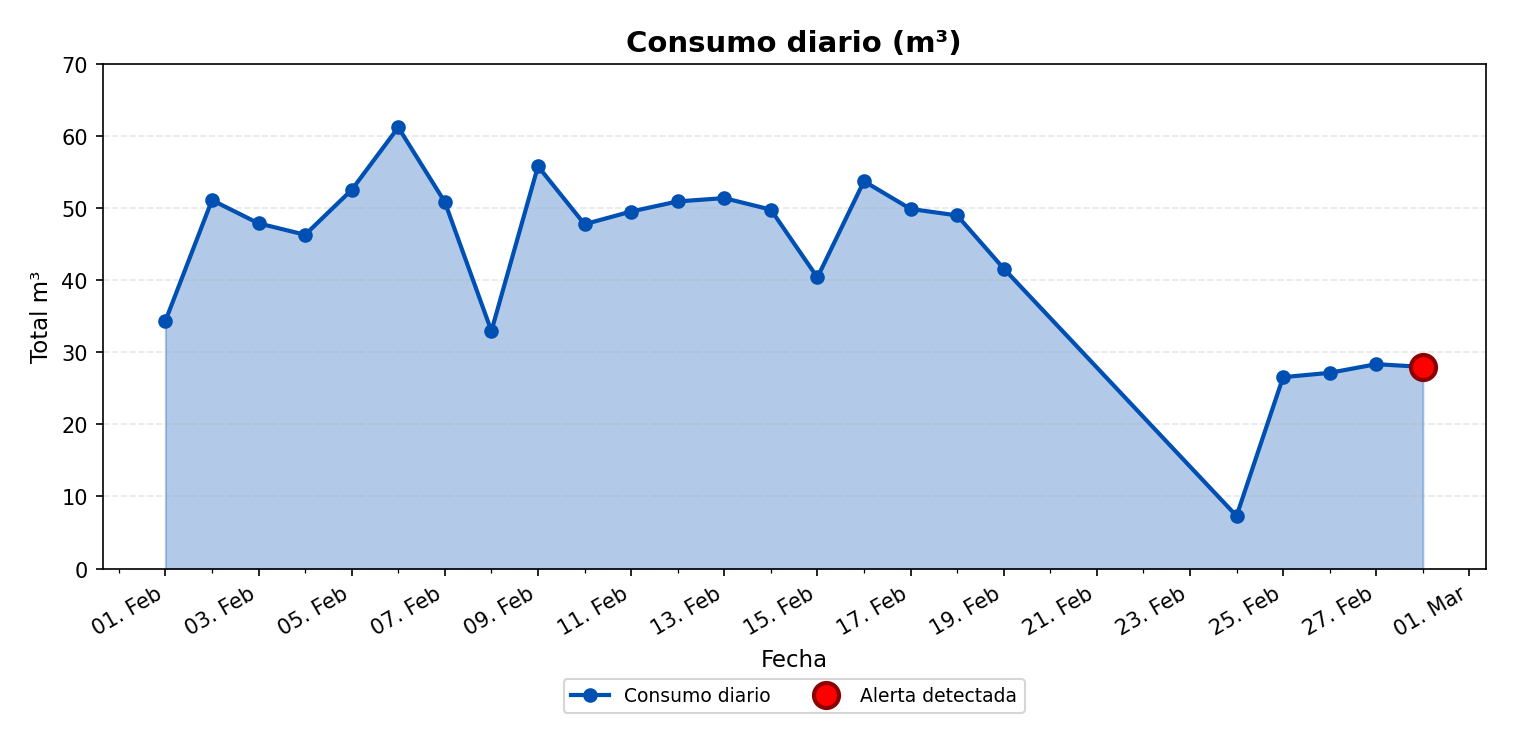 Consumo diario (m³)
Total m³
70
60
50
40
30
20
10
0
01. Feb 03. Feb 05. Feb 07. Feb 09. Feb 11. Feb 13. Feb 15. Feb 17. Feb 19. Feb 21. Feb 23. Feb 25. Feb 27. Feb 01. Mar
Fecha
Consumo diario Alerta detectada